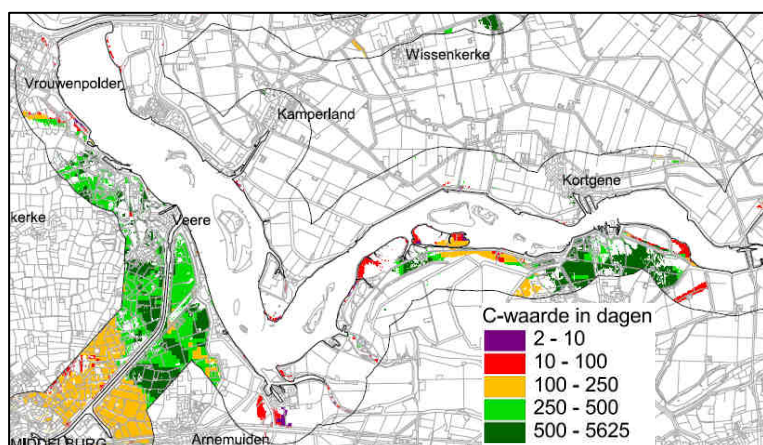 Wissenkerke
Vrouwenpolder
Kamperland
Kortgene
kerke
Veere
C-waarde in dagen
2 - 10
10 - 100
100 - 250
250 - 500
500 - 5625
MIDDELBURG
Arnemuiden